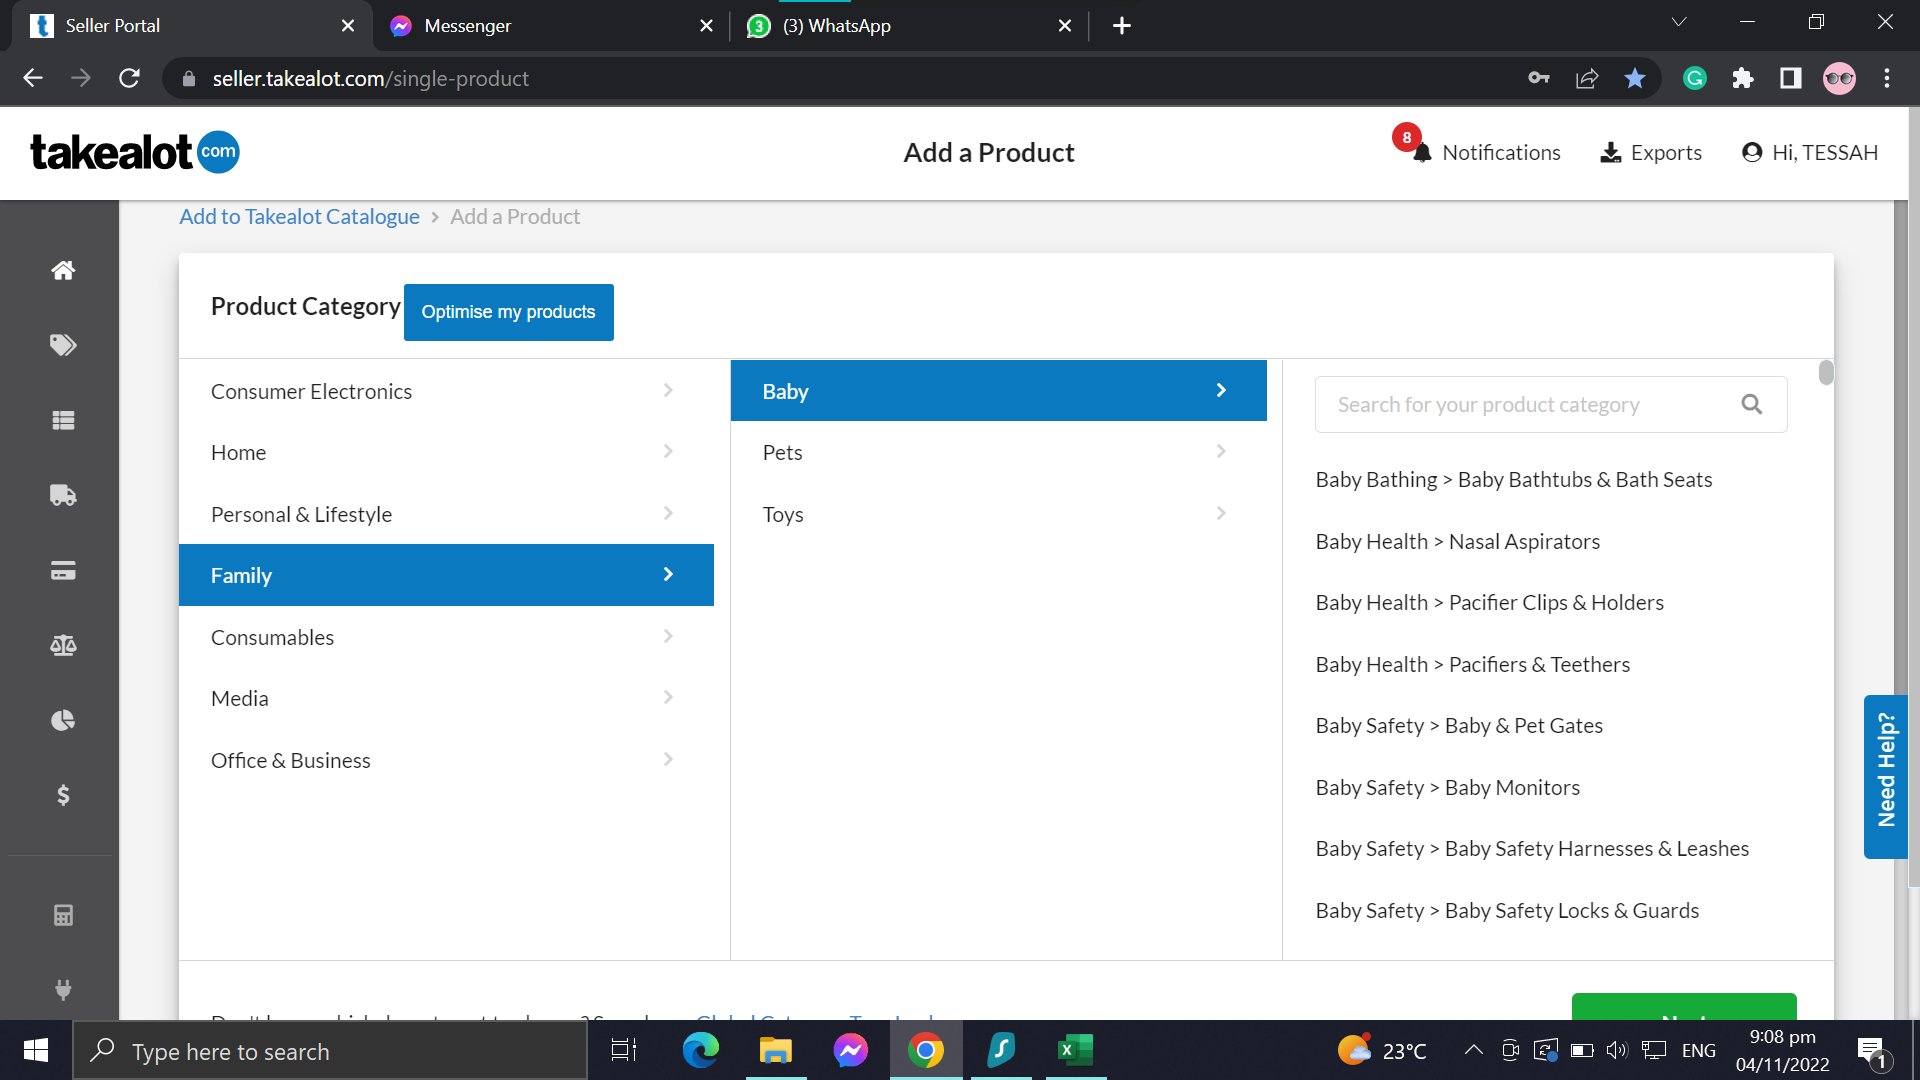 Seller Portal
Messenger
3
(3) WhatsApp
seller.takealot.com/single-product
G
takealot com
Add a Product
8
Notifications
Exports
Hi, TESSAH
Add to Takealot Catalogue > Add a Product
Product Category
Optimise my products
Consumer Electronics
Home
Personal & Lifestyle
Family
Consumables
Media
Office & Business
Baby
Pets
Toys
Search for your product category
Baby Bathing > Baby Bathtubs & Bath Seats
Baby Health > Nasal Aspirators
Baby Health > Pacifier Clips & Holders
Baby Health > Pacifiers & Teethers
Baby Safety > Baby & Pet Gates
Baby Safety > Baby Monitors
Baby Safety > Baby Safety Harnesses & Leashes
Baby Safety > Baby Safety Locks & Guards
Need Help?
Type here to search
23°C
ENG
9:08 pm
04/11/2022
1